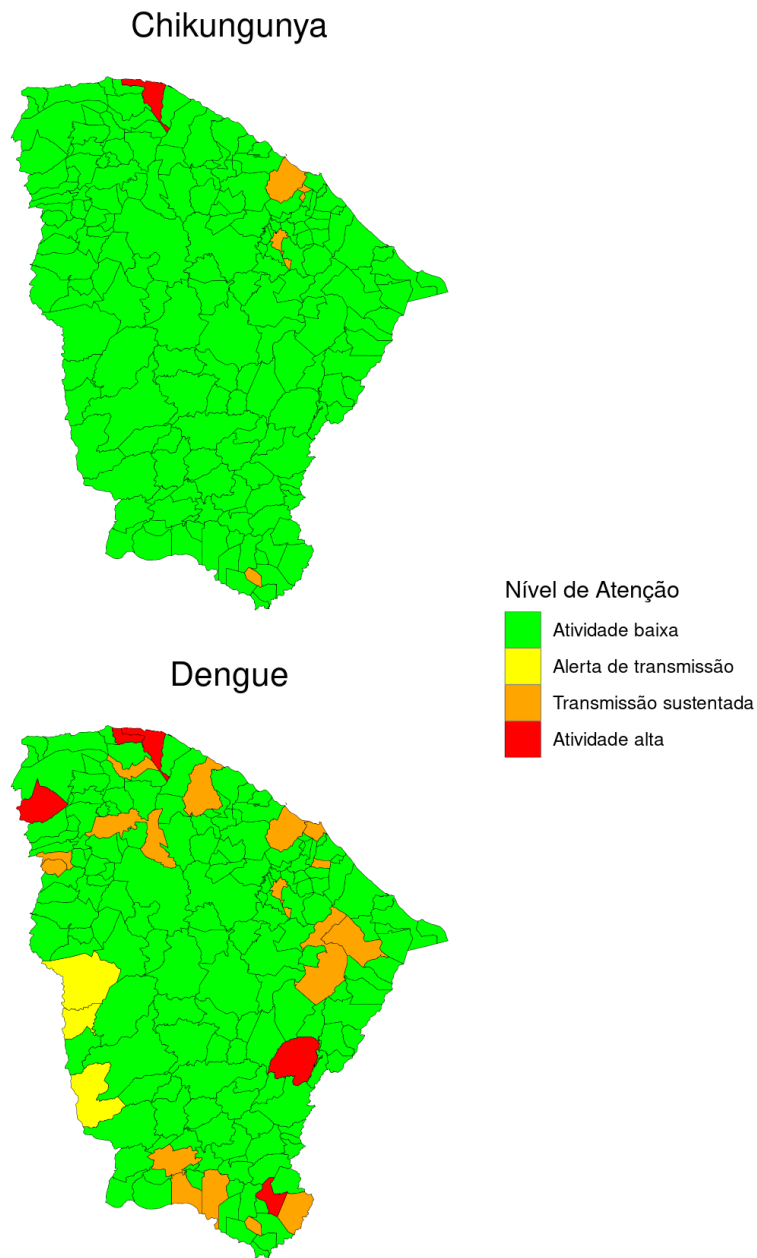 Chikungunya
Nível de Atenção
Atividade baixa
Alerta de transmissão
Transmissão sustentada
Atividade alta
Dengue